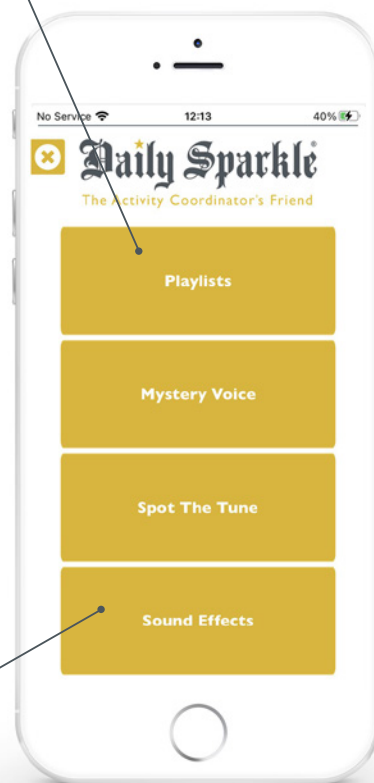 No Service 12:13 40%
Daily Sparkle
The Activity Coordinator's Friend
Playlists
Mystery Voice
Spot The Tune
Sound Effects